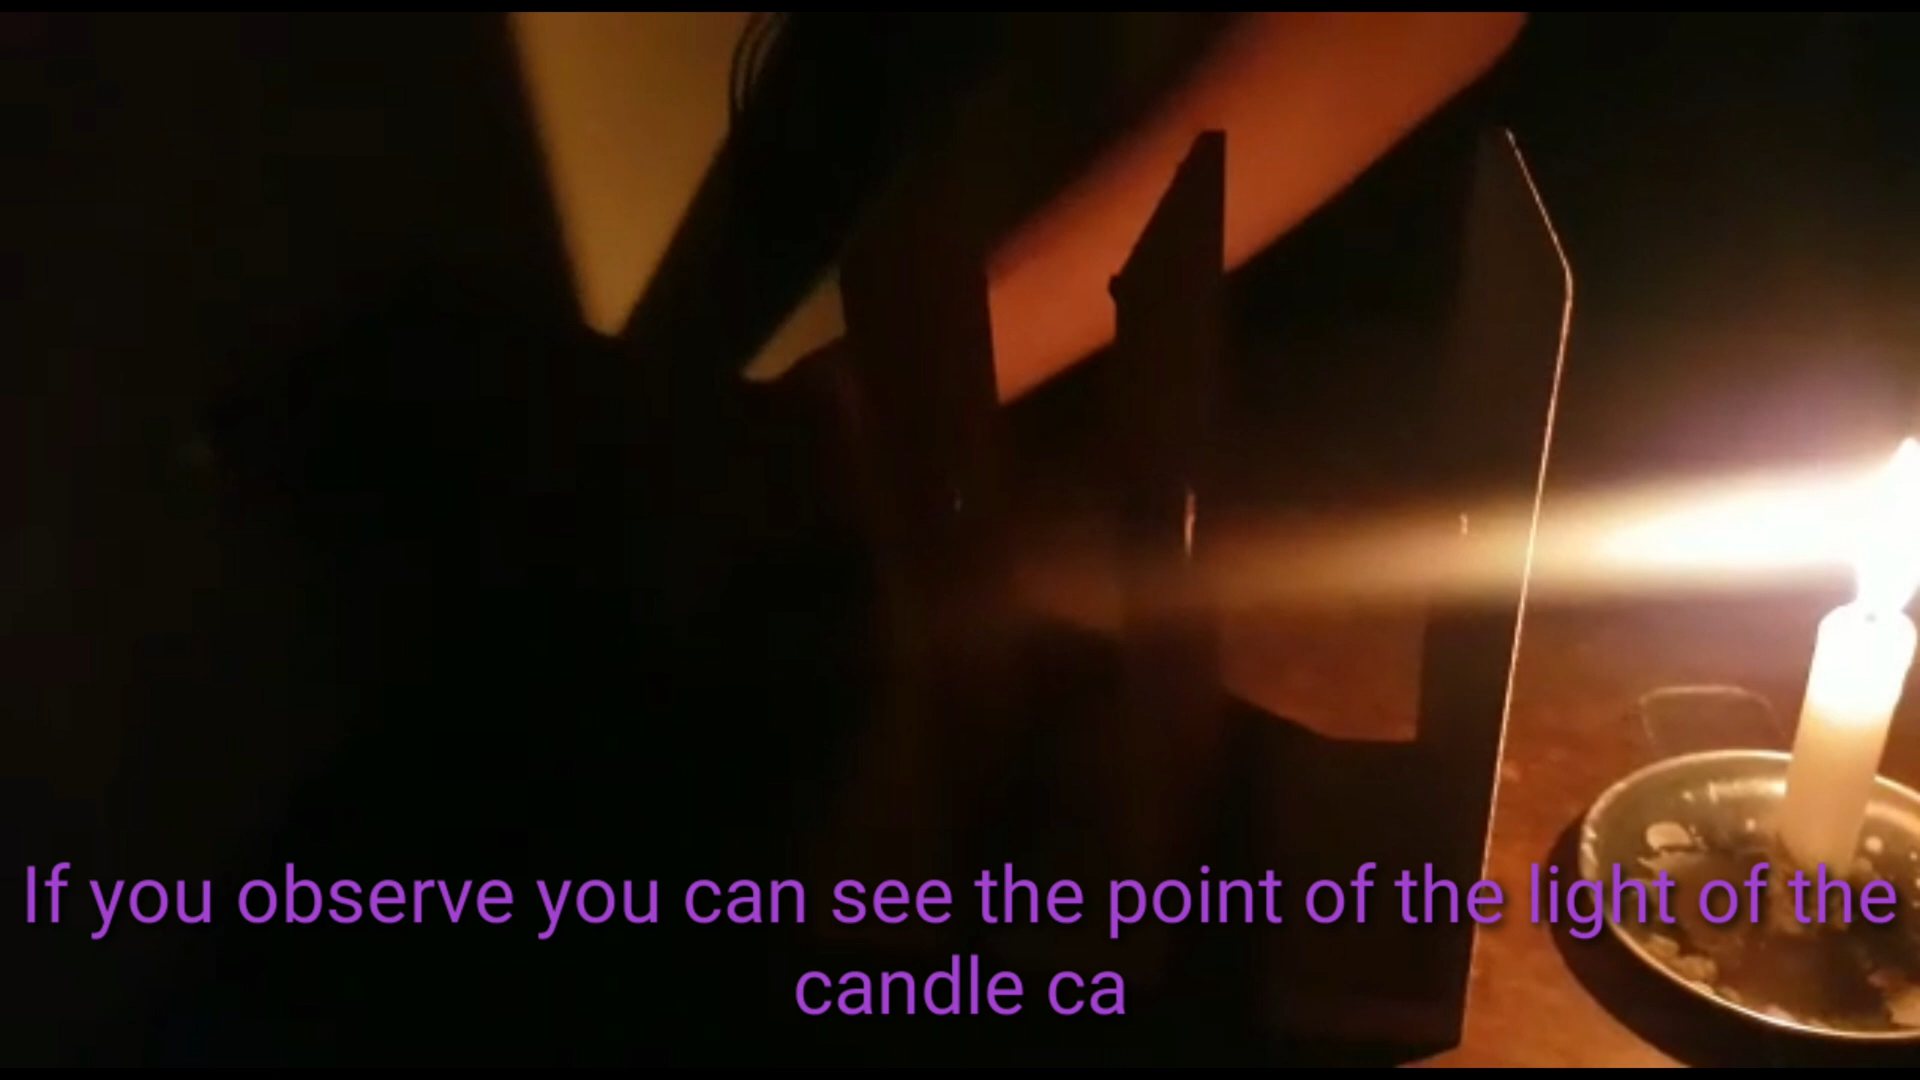 If you observe you can see the point of the light of the
candle ca